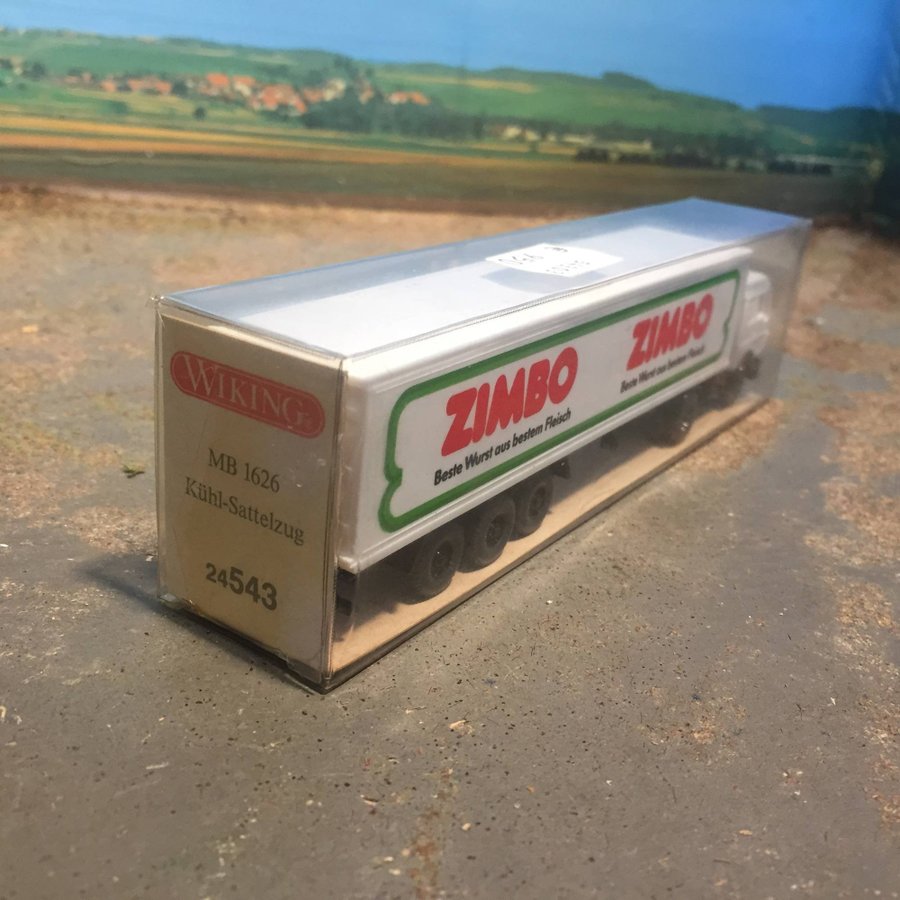 WIKING
MB 1626
Kühl-Sattelzug
24543
ZIMBO
Beste Wurst aus bestem Fleisch
ZIMBO
Beste Wurst aus bestem Fleisch